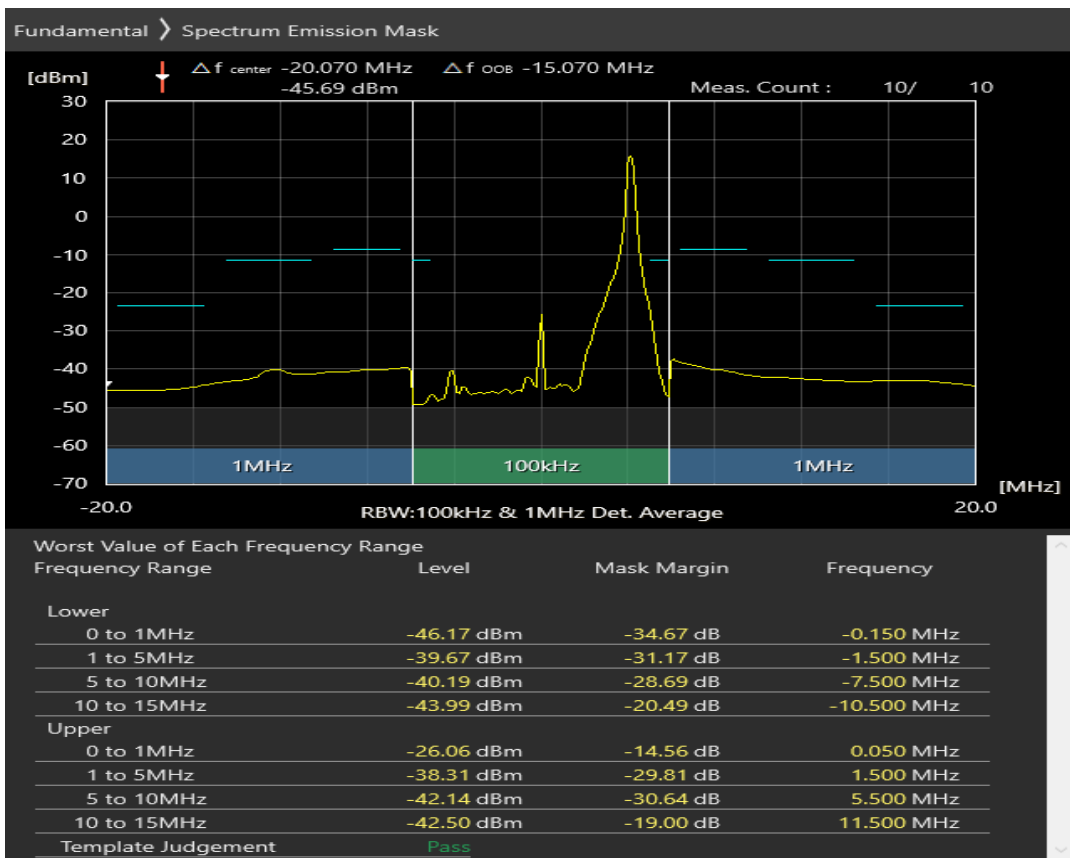 Fundamental ❯ Spectrum Emission Mask
[dBm] △f center -20.070 MHz △f OOB -15.070 MHz
-45.69 dBm Meas. Count : 10/ 10
30
20
10
0
-10
-20
-30
-40
-50
-60
-70
1MHz 100kHz 1MHz
[MHz]
-20.0 RBW:100kHz & 1MHz Det. Average 20.0
Worst Value of Each Frequency Range
Frequency Range Level Mask Margin Frequency
Lower
0 to 1MHz -46.17 dBm -34.67 dB -0.150 MHz
1 to 5MHz -39.67 dBm -31.17 dB -1.500 MHz
5 to 10MHz -40.19 dBm -28.69 dB -7.500 MHz
10 to 15MHz -43.99 dBm -20.49 dB -10.500 MHz
Upper
0 to 1MHz -26.06 dBm -14.56 dB 0.050 MHz
1 to 5MHz -38.31 dBm -29.81 dB 1.500 MHz
5 to 10MHz -42.14 dBm -30.64 dB 5.500 MHz
10 to 15MHz -42.50 dBm -19.00 dB 11.500 MHz
Template Judgement Pass